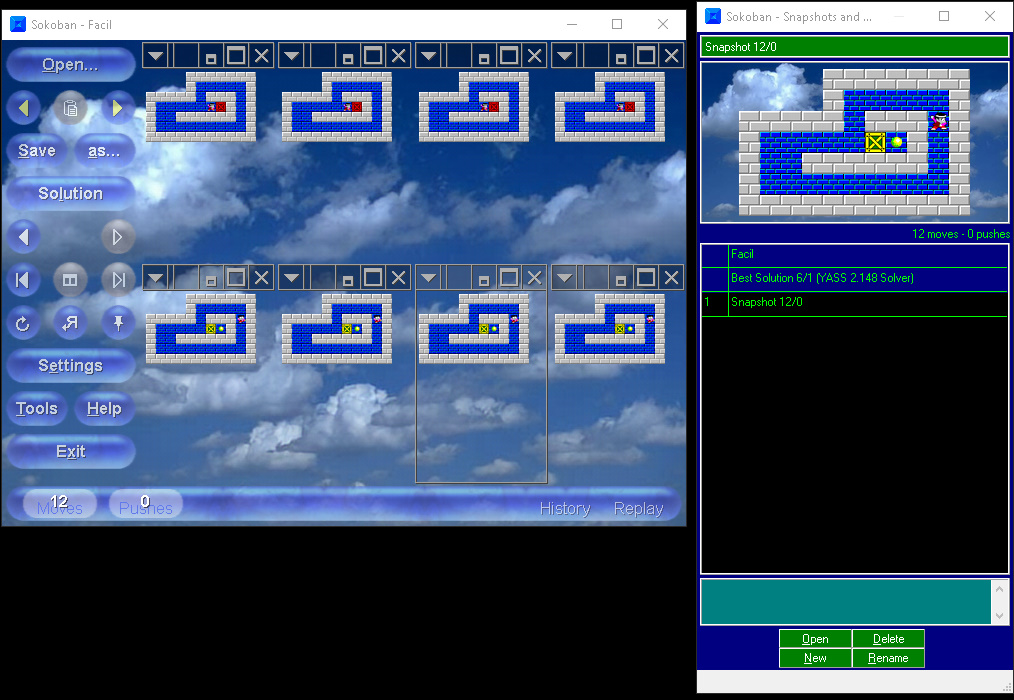 Sokoban - Facil
Open...
Save as...
Solution
Settings
Tools Help
Exit
12 0
Moves Pushes History Replay
Sokoban - Snapshots and ...
Snapshot 12/0
12 moves - 0 pushes
Facil
Best Solution 6/1 (YASS 2.148 Solver)
1 Snapshot 12/0
Open Delete
New Rename